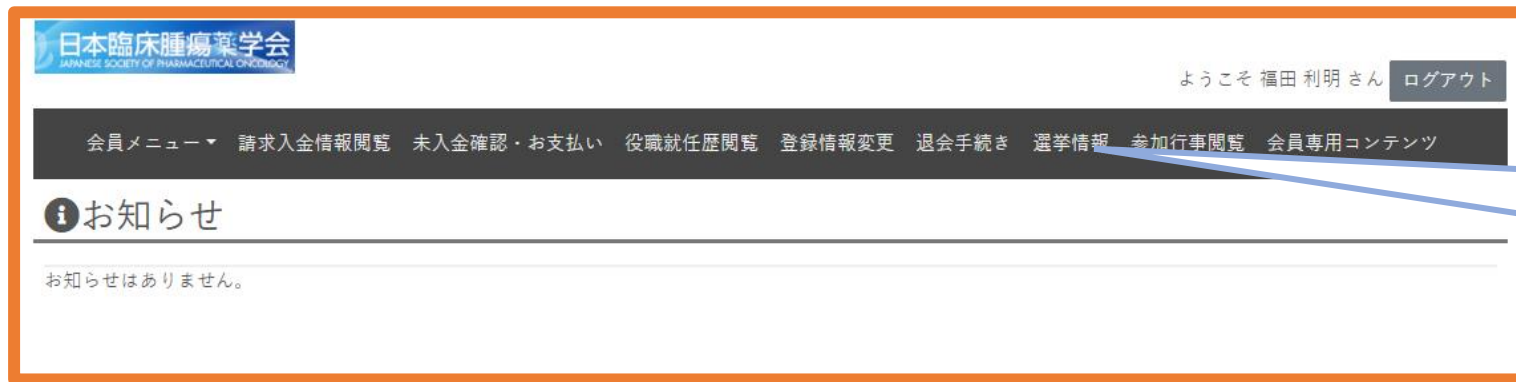 日本臨床腫瘍薬学会
JAPANESE SOCIETY OF PHARMACEUTICAL ONCOLOGY
ようこそ 福田 利明 さん ログアウト
会員メニュー 請求入金情報閲覧 未入金確認・お支払い 役職就任歴閲覧 登録情報変更 退会手続き 選挙情報 参加行事閲覧 会員専用コンテンツ
お知らせ
お知らせはありません。